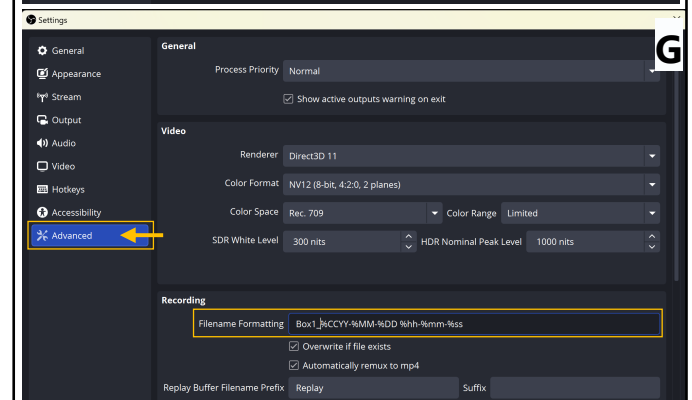 Settings
G
General
Appearance
Stream
Output
Audio
Video
Hotkeys
Accessibility
Advanced
General
Process Priority Normal
Show active outputs warning on exit
Video
Renderer Direct3D 11
Color Format NV12 (8-bit, 4:2:0, 2 planes)
Color Space Rec. 709 Color Range Limited
SDR White Level 300 nits HDR Nominal Peak Level 1000 nits
Recording
Filename Formatting Box1_%CCYY-%MM-%DD %hh-%mm-%ss
Overwrite if file exists
Automatically remux to mp4
Replay Buffer Filename Prefix Replay Suffix